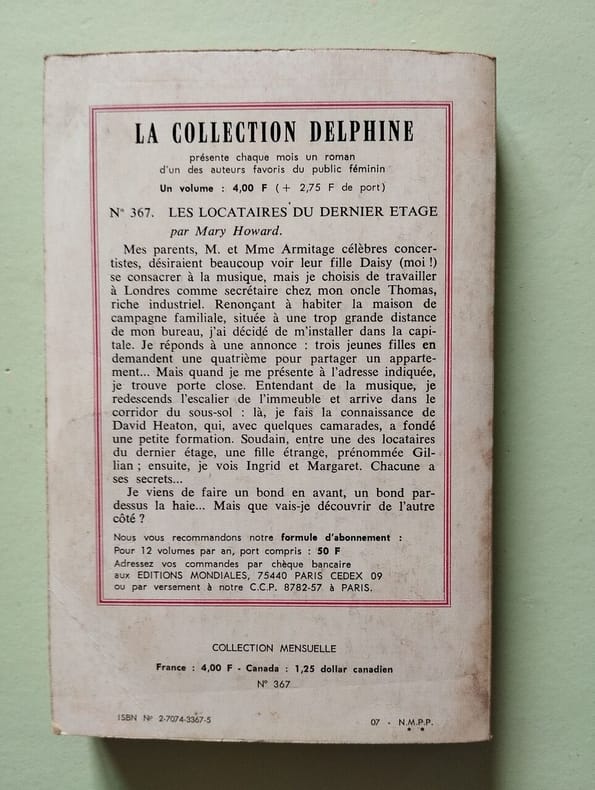 LA COLLECTION DELPHINE
présente chaque mois un roman
d'un des auteurs favoris du public féminin
Un volume : 4,00 F (+ 2,75 F de port)
N° 367. LES LOCATAIRES DU DERNIER ETAGE
par Mary Howard.
Mes parents, M. et Mme Armitage célèbres concer-
tistes, désiraient beaucoup voir leur fille Daisy (moi !)
se consacrer à la musique, mais je choisis de travailler
à Londres comme secrétaire chez mon oncle Thomas,
riche industriel. Renonçant à habiter la maison de
campagne familiale, située à une trop grande distance
de mon bureau, j'ai décidé de m'installer dans la capi-
tale. Je réponds à une annonce : trois jeunes filles en
demandent une quatrième pour partager un apparte-
ment... Mais quand je me présente à l'adresse indiquée,
je trouve porte close. Entendant de la musique, je
redescends l'escalier de l'immeuble et arrive dans le
corridor du sous-sol : là, je fais la connaissance de
David Heaton, qui, avec quelques camarades, a fondé
une petite formation. Soudain, entre une des locataires
du dernier étage, une fille étrange, prénommée Gil-
lian ; ensuite, je vois Ingrid et Margaret. Chacune a
ses secrets...
Je viens de faire un bond en avant, un bond par-
dessus la haie... Mais que vais-je découvrir de l'autre
côté ?
Nous vous recommandons notre formule d'abonnement :
Pour 12 volumes par an, port compris : 50 F
Adressez vos commandes par chèque bancaire
aux EDITIONS MONDIALES, 75440 PARIS CEDEX 09
ou par versement à notre C.C.P. 8782-57 à PARIS.
COLLECTION MENSUELLE
France : 4,00 F - Canada : 1,25 dollar canadien
N° 367
ISBN N° 2-7074-3367-5
07 - N.M.P.P.